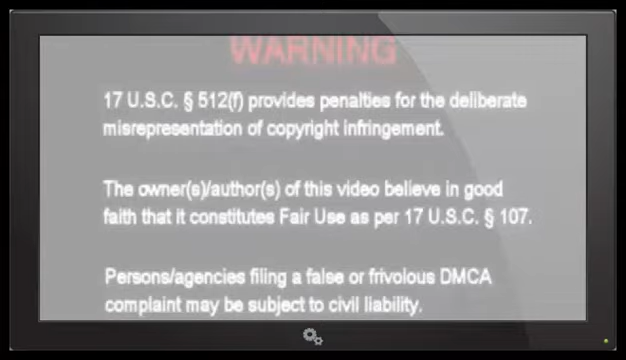 WARNING
17 U.S.C. § 512(f) provides penalties for the deliberate
misrepresentation of copyright infringement.
The owner(s)/author(s) of this video believe in good
faith that it constitutes Fair Use as per 17 U.S.C. § 107.
Persons/agencies filing a false or frivolous DMCA
complaint may be subject to civil liability.